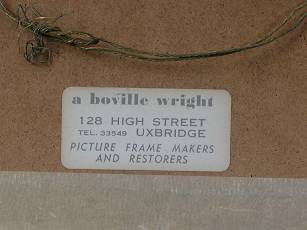 a boville wright
128 HIGH STREET
TEL. 33549 UXBRIDGE
PICTURE FRAME MAKERS
AND RESTORERS